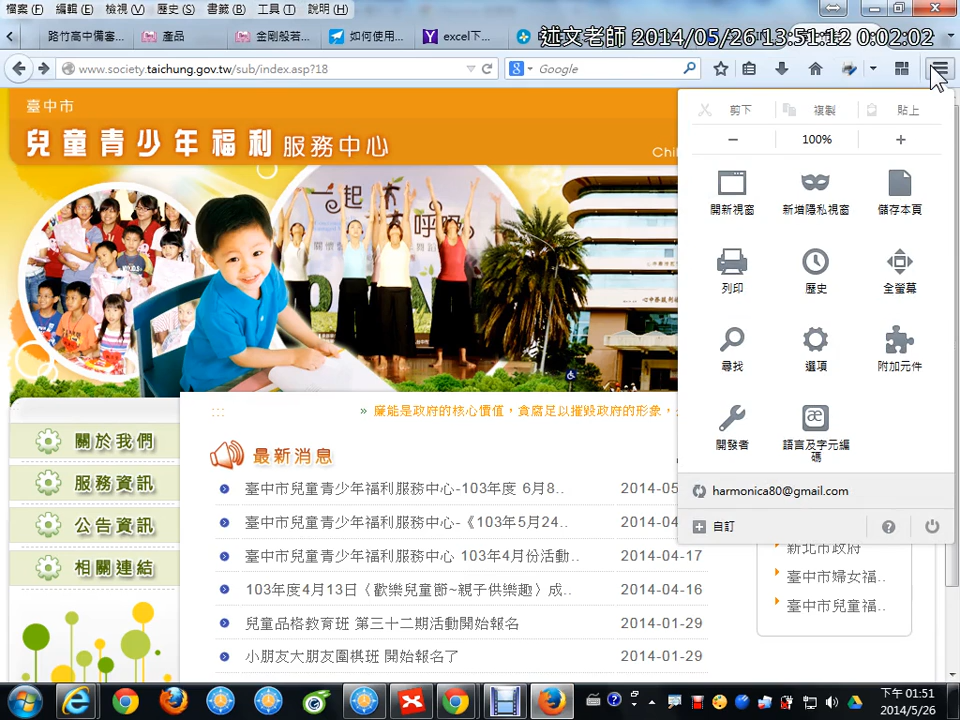 檔案 (F) 編輯 (E) 檢視 (V) 歷史 (S) 書籤 (B) 工具 (T) 說明 (H)
路竹高中備審... 產品 金剛般若... 如何使用... excel下...
述文老師 2014/05/26 13:51:12 0:02:02
www.society.taichung.gov.tw/sub/index.asp?18
Google
剪下 複製 貼上
100%
臺中市
兒童青少年福利服務中心
Chi
一起 大呼吸
開新視窗 新增隱私視窗 儲存本頁
列印 歷史 全螢幕
尋找 選項 附加元件
開發者 語言及字元編碼
harmonica80@gmail.com
自訂
» 廉能是政府的核心價值，貪腐足以摧毀政府的形象，
關於我們
服務資訊
公告資訊
相關連結
最新消息
臺中市兒童青少年福利服務中心-103年度 6月8.. 2014-05
臺中市兒童青少年福利服務中心-《103年5月24.. 2014-04
臺中市兒童青少年福利服務中心 103年4月份活動.. 2014-04-17
103年度4月13日〈歡樂兒童節~親子供樂趣〉成.. 2014-04-16
兒童品格教育班 第三十二期活動開始報名 2014-01-29
小朋友大朋友圍棋班 開始報名了 2014-01-29
新北市政府
臺中市婦女福..
臺中市兒童福..
下午 01:51
2014/5/26